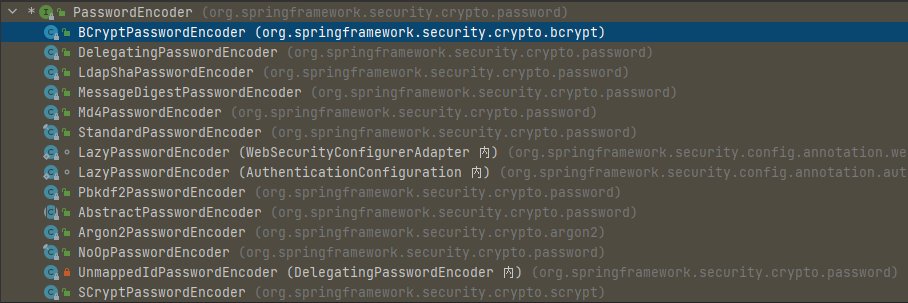 * PasswordEncoder (org.springframework.security.crypto.password)
BCryptPasswordEncoder (org.springframework.security.crypto.bcrypt)
DelegatingPasswordEncoder (org.springframework.security.crypto.password)
LdapShaPasswordEncoder (org.springframework.security.crypto.password)
MessageDigestPasswordEncoder (org.springframework.security.crypto.password)
Md4PasswordEncoder (org.springframework.security.crypto.password)
StandardPasswordEncoder (org.springframework.security.crypto.password)
LazyPasswordEncoder (WebSecurityConfigurerAdapter 内) (org.springframework.security.config.annotation.we
LazyPasswordEncoder (AuthenticationConfiguration 内) (org.springframework.security.config.annotation.aut
Pbkdf2PasswordEncoder (org.springframework.security.crypto.password)
AbstractPasswordEncoder (org.springframework.security.crypto.password)
Argon2PasswordEncoder (org.springframework.security.crypto.argon2)
NoOpPasswordEncoder (org.springframework.security.crypto.password)
UnmappedIdPasswordEncoder (DelegatingPasswordEncoder 内) (org.springframework.security.crypto.password)
SCryptPasswordEncoder (org.springframework.security.crypto.scrypt)